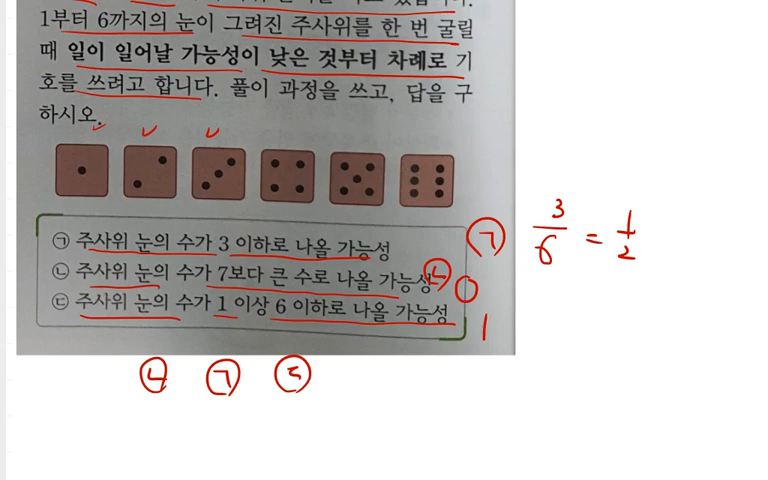 1부터 6까지의 눈이 그려진 주사위를 한 번 굴릴
때 일이 일어날 가능성이 낮은 것부터 차례로 기
호를 쓰려고 합니다. 풀이 과정을 쓰고, 답을 구
하시오.
㉠ 주사위 눈의 수가 3 이하로 나올 가능성
㉡ 주사위 눈의 수가 7보다 큰 수로 나올 가능성
㉢ 주사위 눈의 수가 1 이상 6 이하로 나올 가능성
㉠ 3/6 = 1/2
㉡ 0
1
㉡ ㉠ ㉢